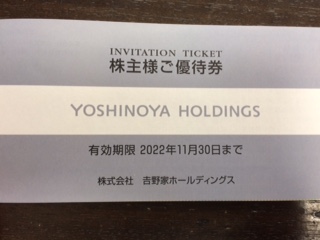 INVITATION TICKET
株主様ご優待券
YOSHINOYA HOLDINGS
有効期限 2022年11月30日まで
株式会社 吉野家ホールディングス